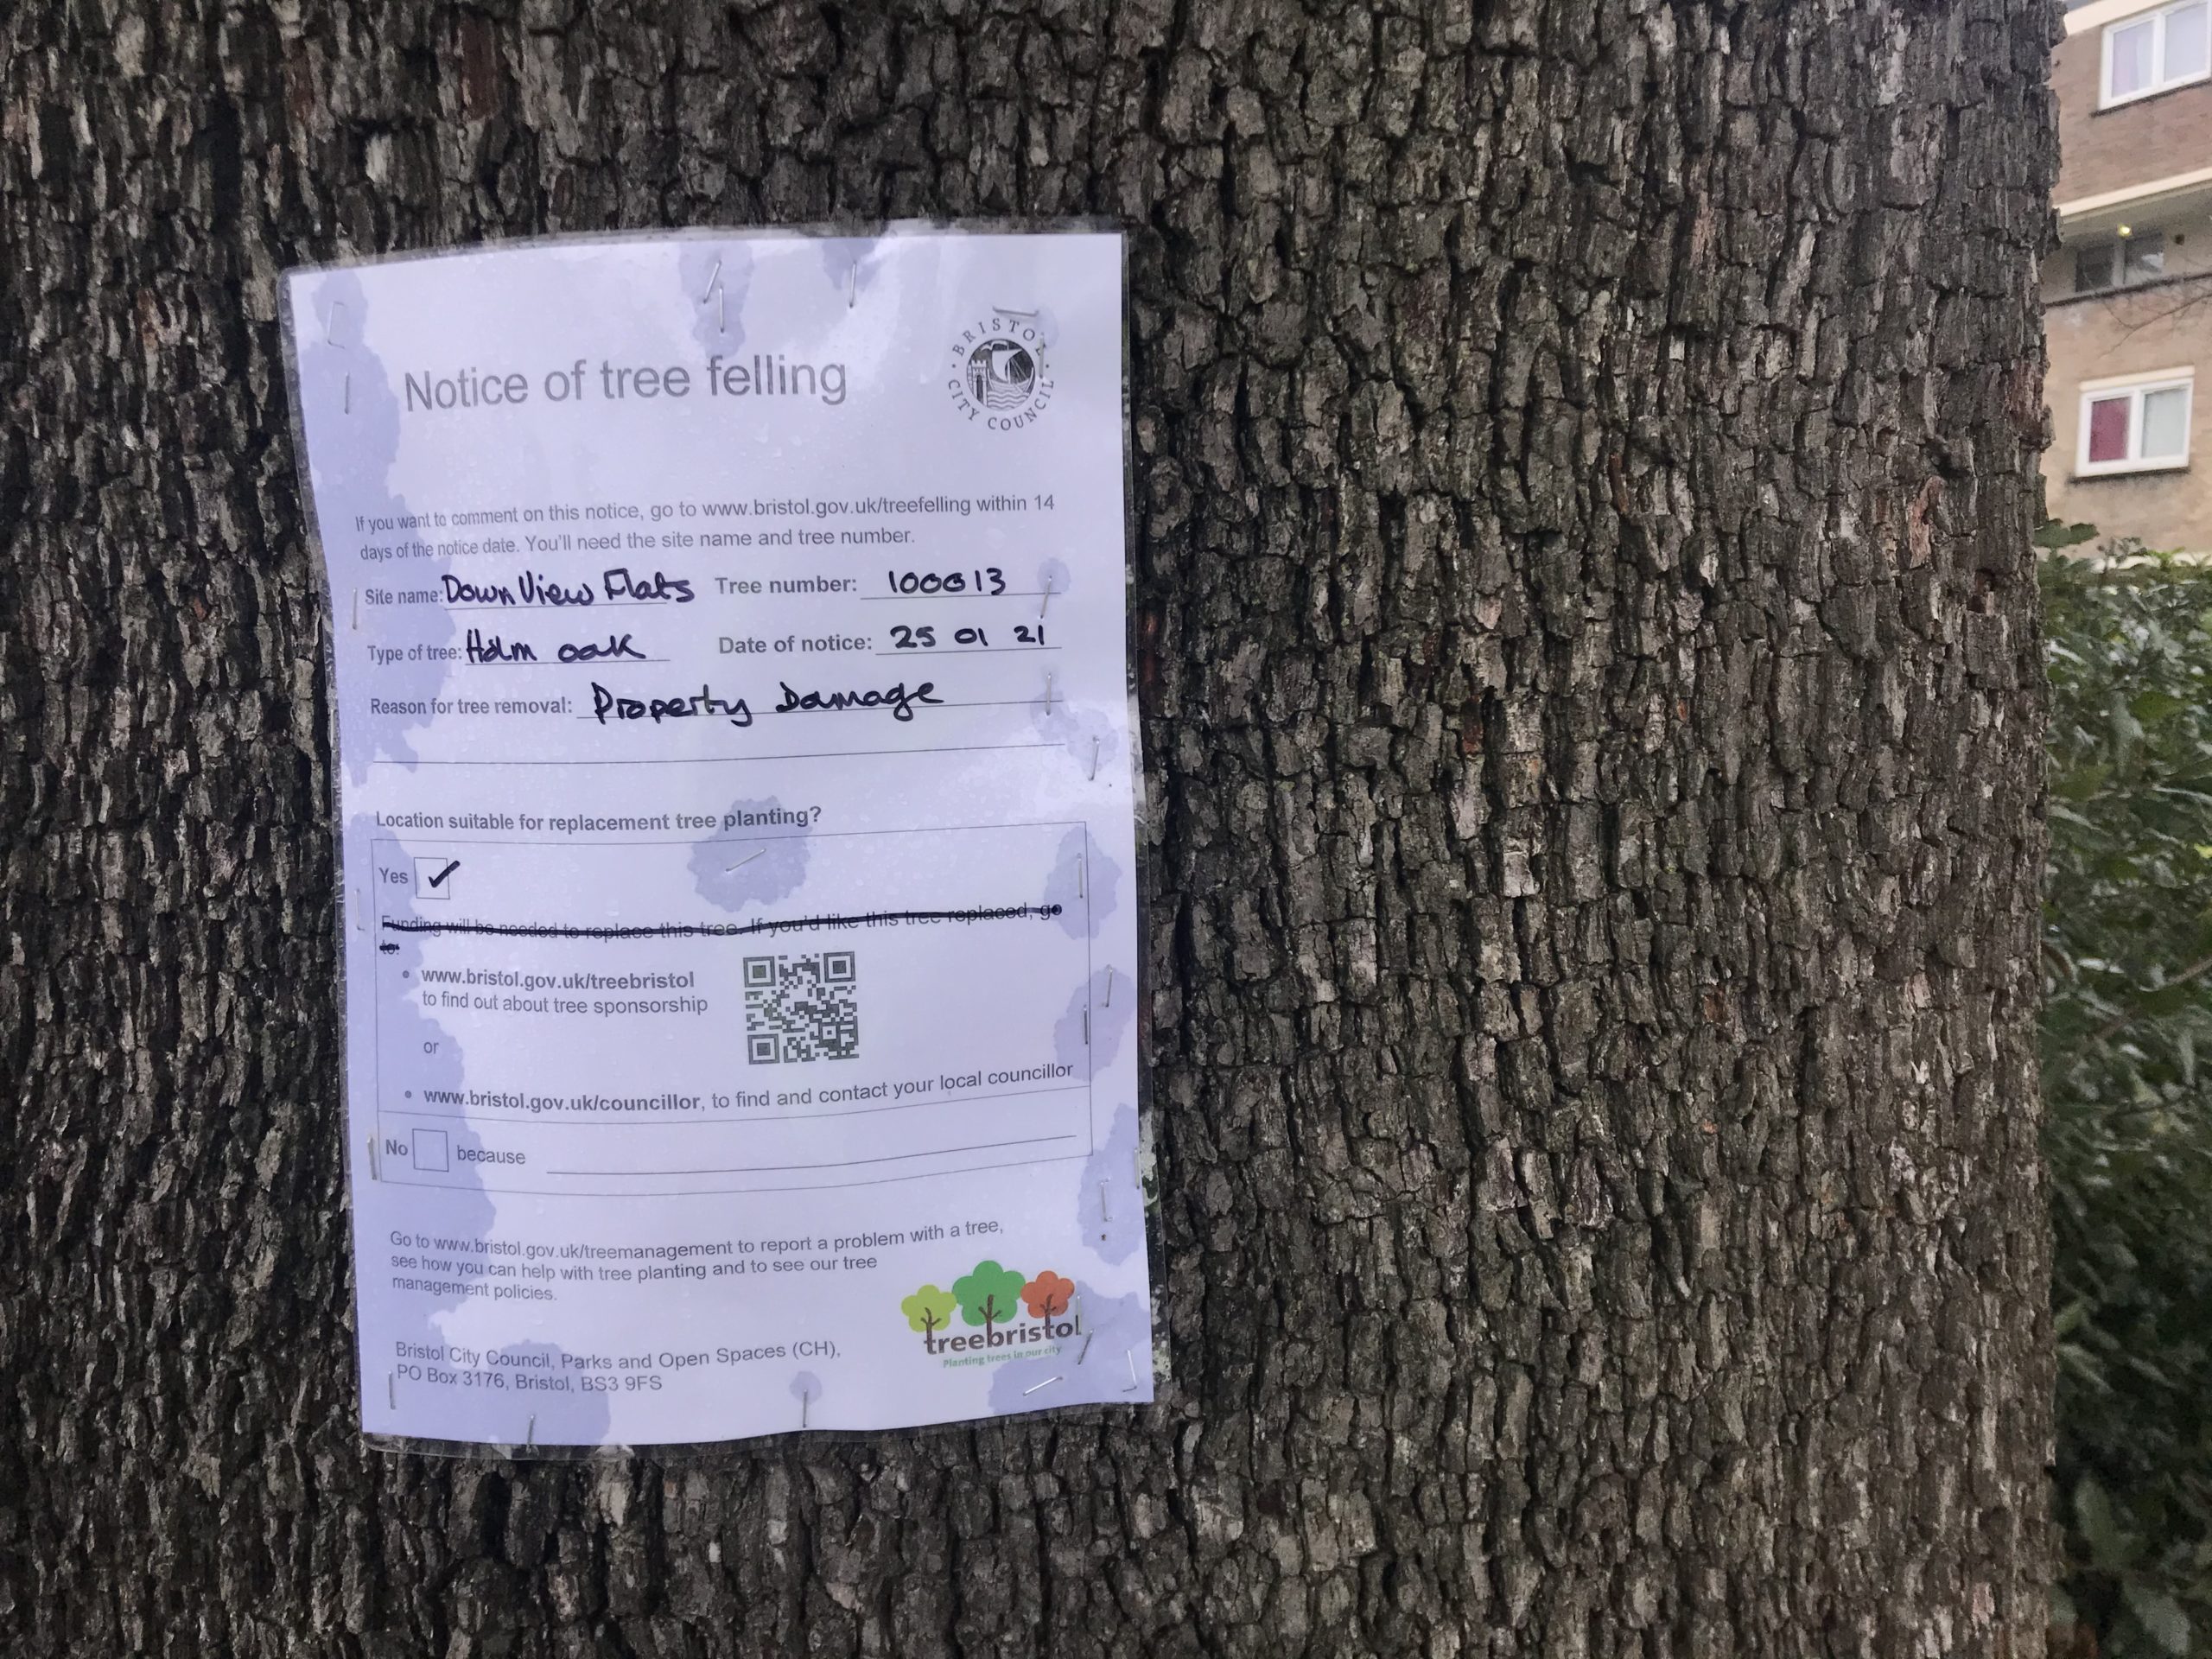 Notice of tree felling
BRISTOL CITY COUNCIL
If you want to comment on this notice, go to www.bristol.gov.uk/treefelling within 14
days of the notice date. You'll need the site name and tree number.
Site name: Down View Flats Tree number: 100013
Type of tree: Holm oak Date of notice: 25 01 21
Reason for tree removal: Property Damage
Location suitable for replacement tree planting?
Yes ✓
Funding will be needed to replace this tree. If you'd like this tree replaced, go
to:
• www.bristol.gov.uk/treebristol
to find out about tree sponsorship
or
• www.bristol.gov.uk/councillor, to find and contact your local councillor
No because
Go to www.bristol.gov.uk/treemanagement to report a problem with a tree,
see how you can help with tree planting and to see our tree
management policies.
treebristol
Planting trees in our city
Bristol City Council, Parks and Open Spaces (CH),
PO Box 3176, Bristol, BS3 9FS